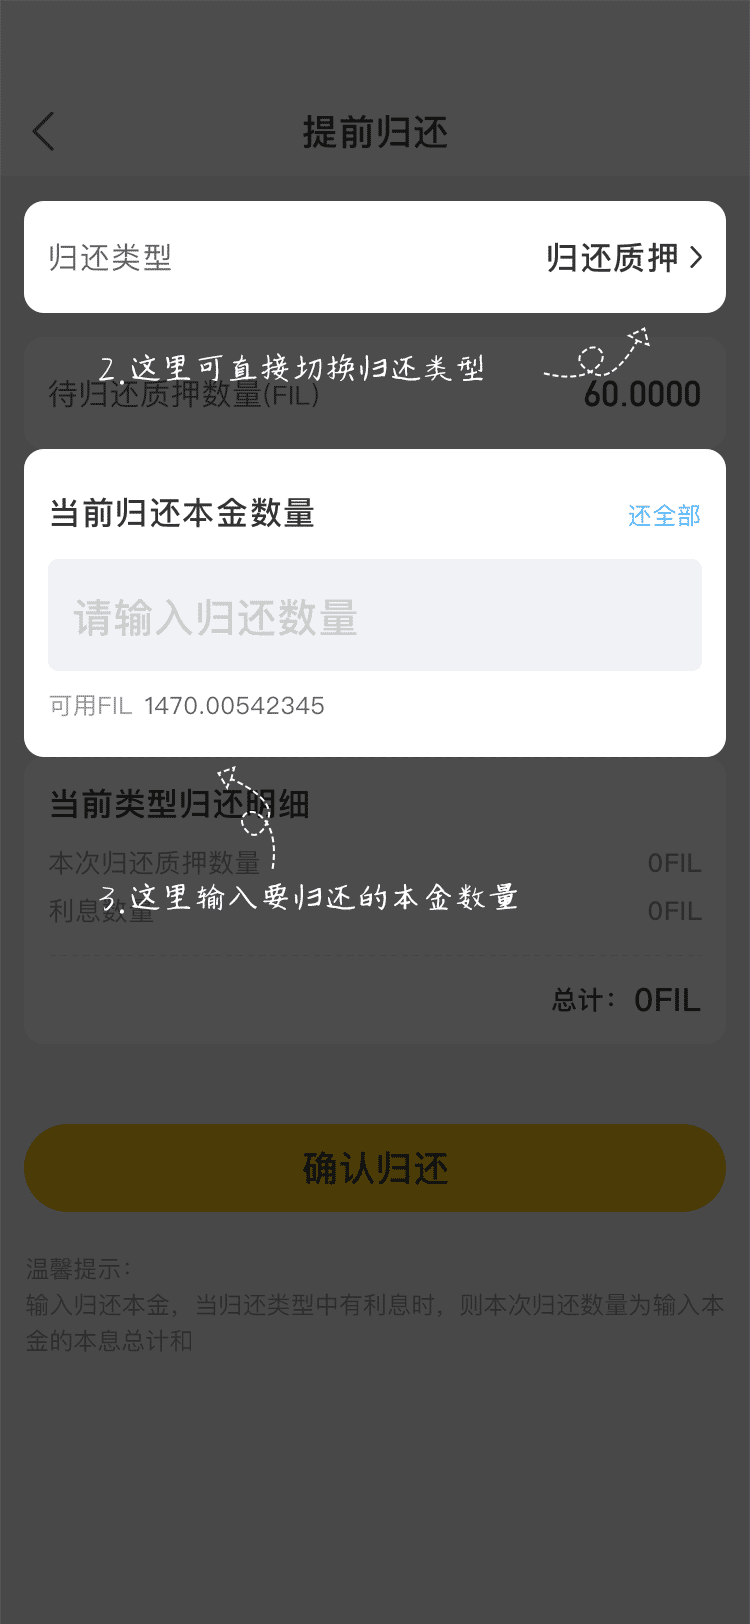 提前归还
归还类型 归还质押
2.这里可直接切换归还类型
待归还质押数量(FIL) 60.0000
当前归还本金数量 还全部
请输入归还数量
可用FIL 1470.00542345
当前类型归还明细
本次归还质押数量 0FIL
3.这里输入要归还的本金数量
利息数量 0FIL
总计：0FIL
确认归还
温馨提示：
输入归还本金，当归还类型中有利息时，则本次归还数量为输入本
金的本息总计和